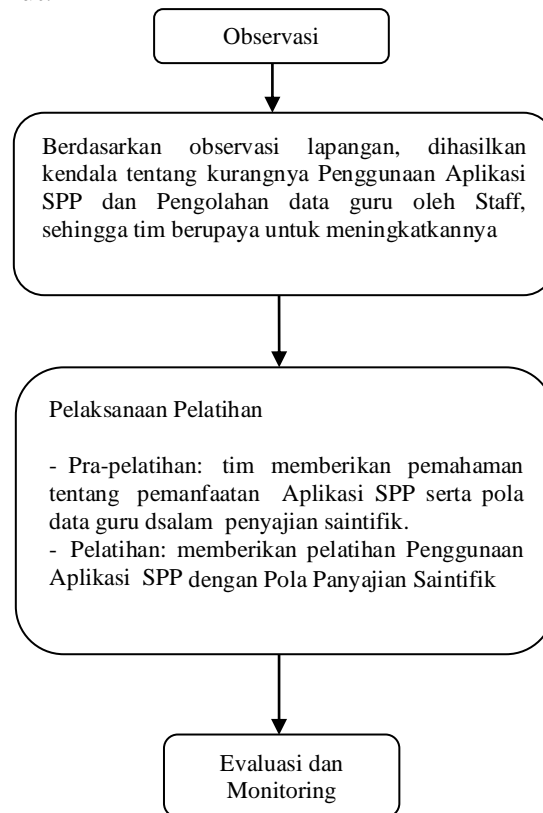 Observasi
Berdasarkan observasi lapangan, dihasilkan
kendala tentang kurangnya Penggunaan Aplikasi
SPP dan Pengolahan data guru oleh Staff,
sehingga tim berupaya untuk meningkatkannya
Pelaksanaan Pelatihan
- Pra-pelatihan: tim memberikan pemahaman
tentang pemanfaatan Aplikasi SPP serta pola
data guru dsalam penyajian saintifik.
- Pelatihan: memberikan pelatihan Penggunaan
Aplikasi SPP dengan Pola Panyajian Saintifik
Evaluasi dan
Monitoring